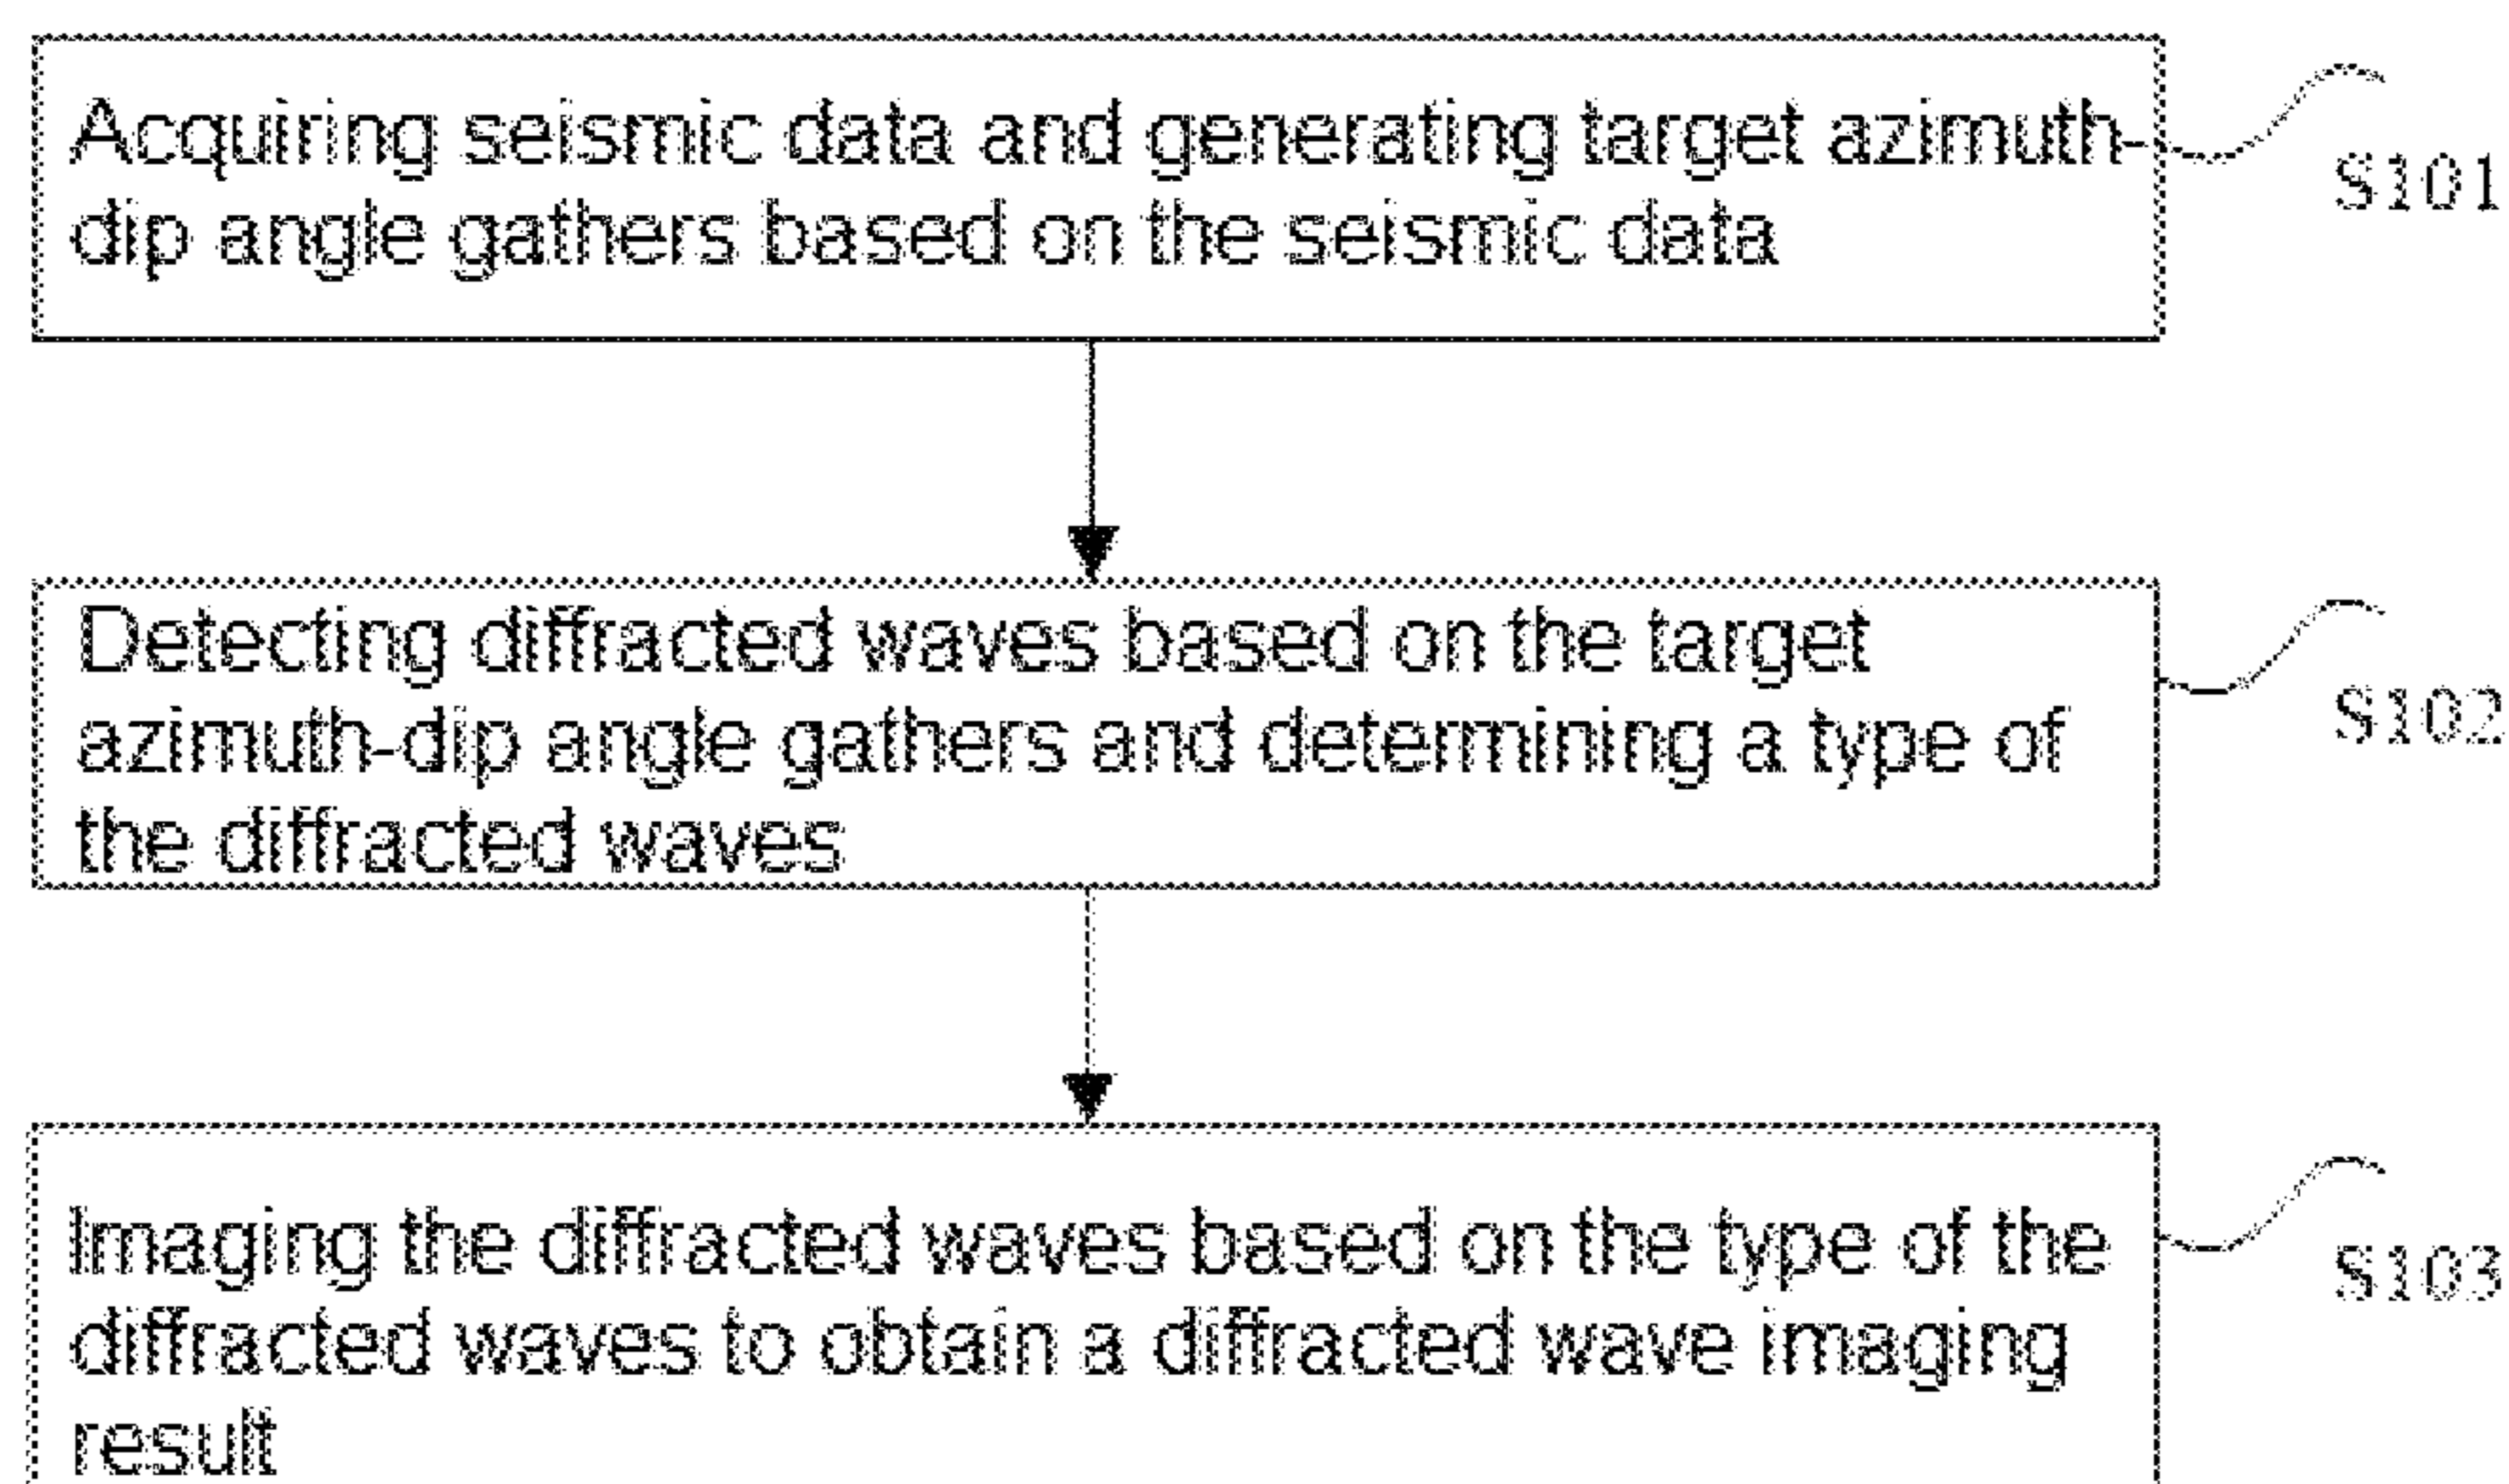 Acquiring seismic data and generating target azimuth-
dip angle gathers based on the seismic data
S101
Detecting diffracted waves based on the target
azimuth-dip angle gathers and determining a type of
the diffracted waves
S102
Imaging the diffracted waves based on the type of the
diffracted waves to obtain a diffracted wave imaging
result
S103